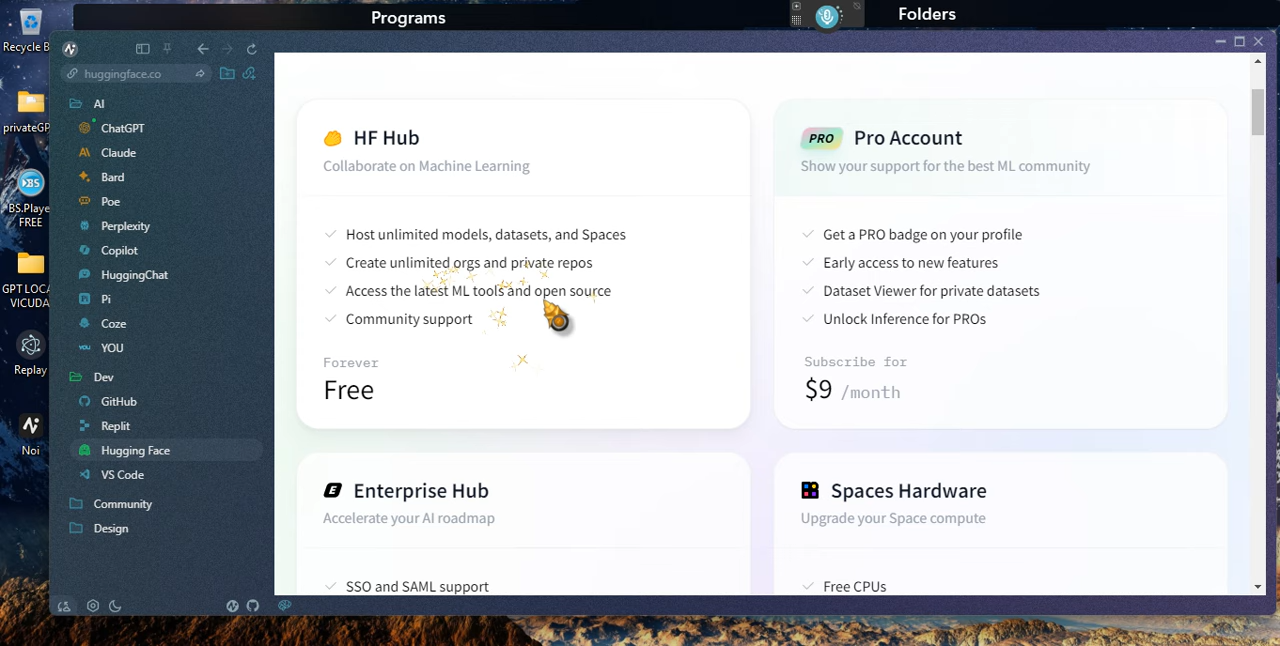 Programs
Folders
Recycle B
privateGP
BS.Playe
FREE
GPT LOCA
VICUDA
Replay
Noi
huggingface.co
AI
ChatGPT
Claude
Bard
Poe
Perplexity
Copilot
HuggingChat
Pi
Coze
YOU
YOU
Dev
GitHub
Replit
Hugging Face
VS Code
Community
Design
HF Hub
Collaborate on Machine Learning
Host unlimited models, datasets, and Spaces
Create unlimited orgs and private repos
Access the latest ML tools and open source
Community support
Forever
Free
PRO
Pro Account
Show your support for the best ML community
Get a PRO badge on your profile
Early access to new features
Dataset Viewer for private datasets
Unlock Inference for PROs
Subscribe for
$9 /month
E
Enterprise Hub
Accelerate your AI roadmap
SSO and SAML support
Spaces Hardware
Upgrade your Space compute
Free CPUs